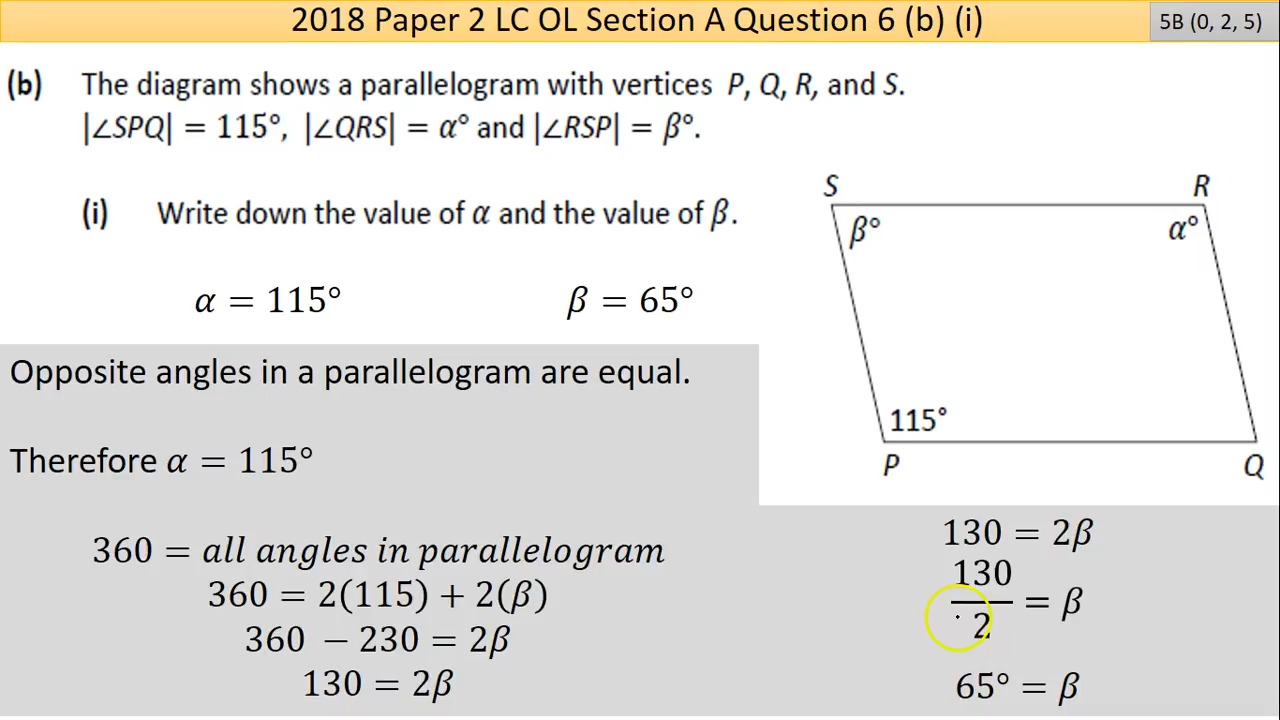 2018 Paper 2 LC OL Section A Question 6 (b) (i)
5B (0, 2, 5)
(b) The diagram shows a parallelogram with vertices P, Q, R, and S.
|∠SPQ| = 115°, |∠QRS| = α° and |∠RSP| = β°.
(i) Write down the value of α and the value of β.
α = 115° β = 65°
S R
β° α°
115°
P Q
Opposite angles in a parallelogram are equal.
Therefore α = 115°
360 = all angles in parallelogram
360 = 2(115) + 2(β)
360 − 230 = 2β
130 = 2β
130 = 2β
130
2
= β
65° = β